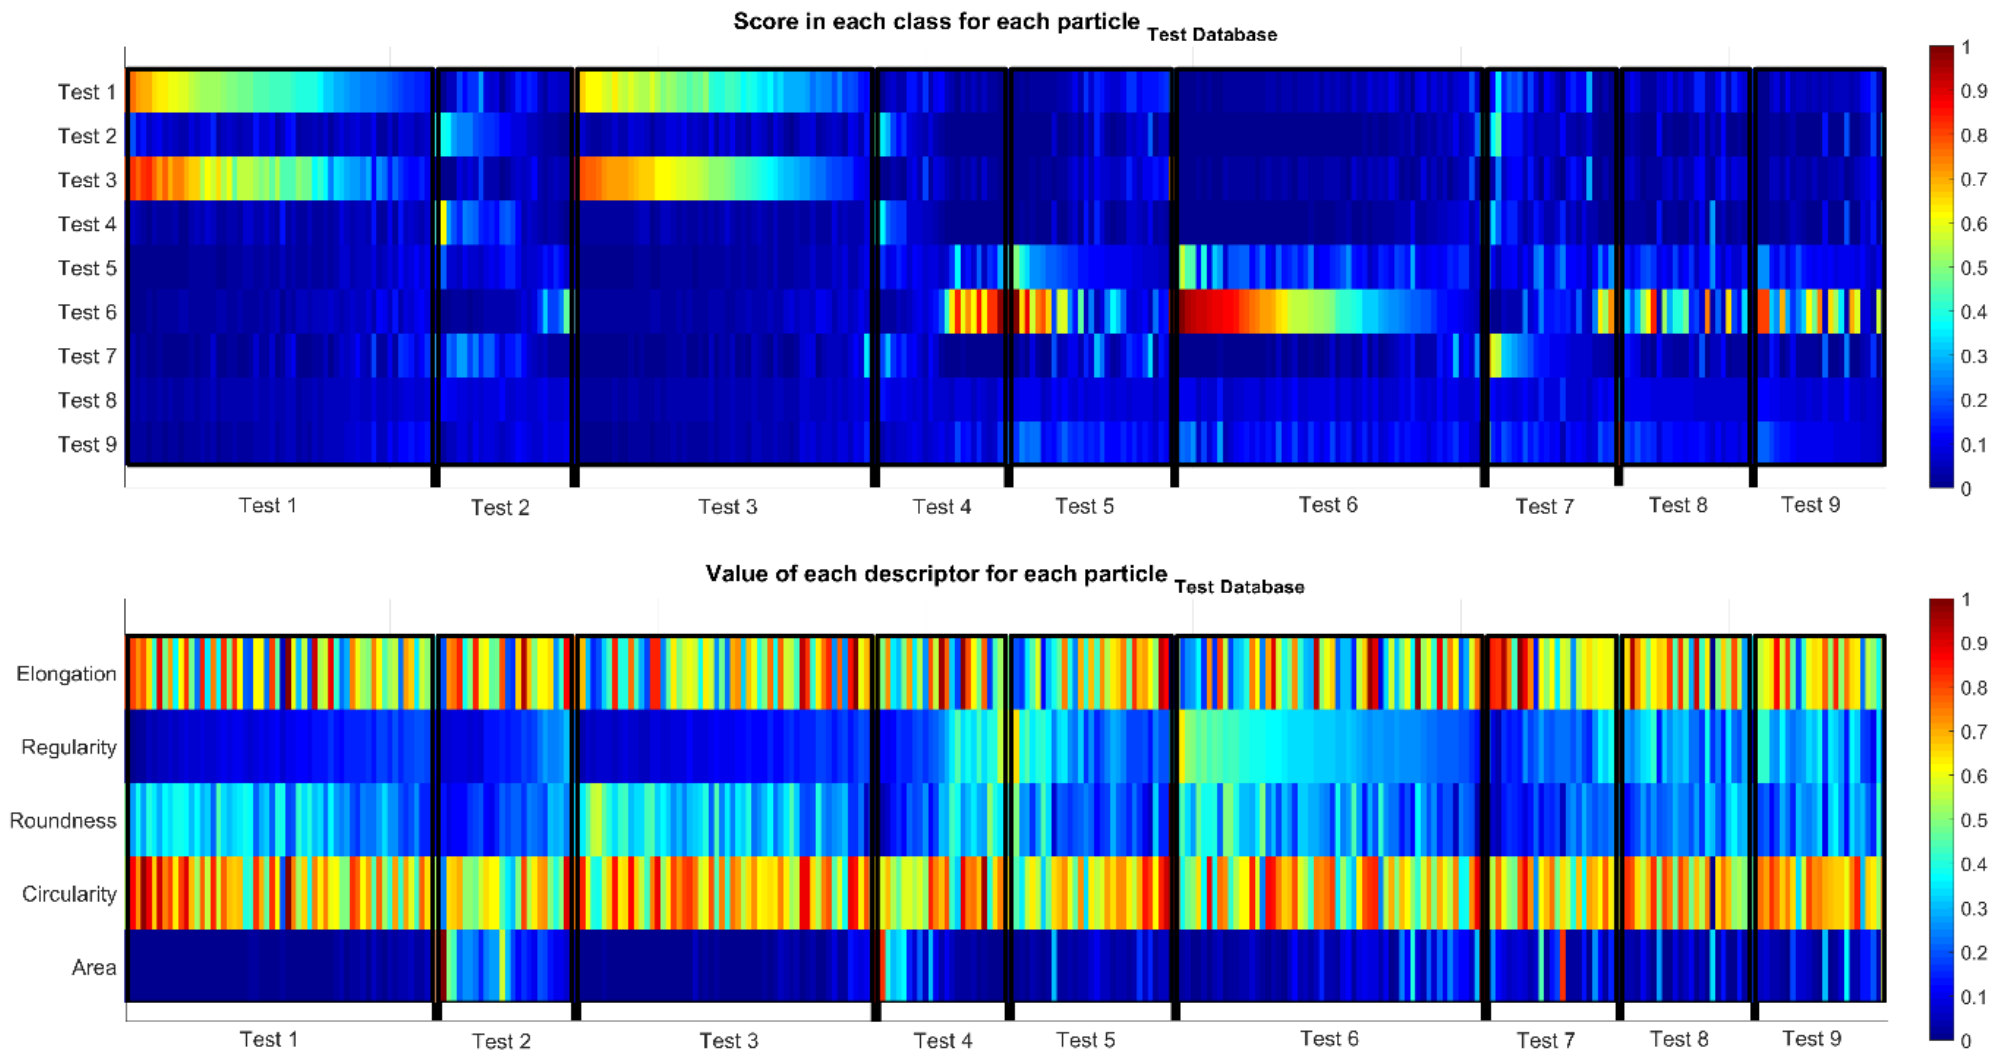 Score in each class for each particle Test Database
Test 1
Test 2
Test 3
Test 4
Test 5
Test 6
Test 7
Test 8
Test 9
Test 1 Test 2 Test 3 Test 4 Test 5 Test 6 Test 7 Test 8 Test 9
1
0.9
0.8
0.7
0.6
0.5
0.4
0.3
0.2
0.1
0
Value of each descriptor for each particle Test Database
Elongation
Regularity
Roundness
Circularity
Area
Test 1 Test 2 Test 3 Test 4 Test 5 Test 6 Test 7 Test 8 Test 9
1
0.9
0.8
0.7
0.6
0.5
0.4
0.3
0.2
0.1
0